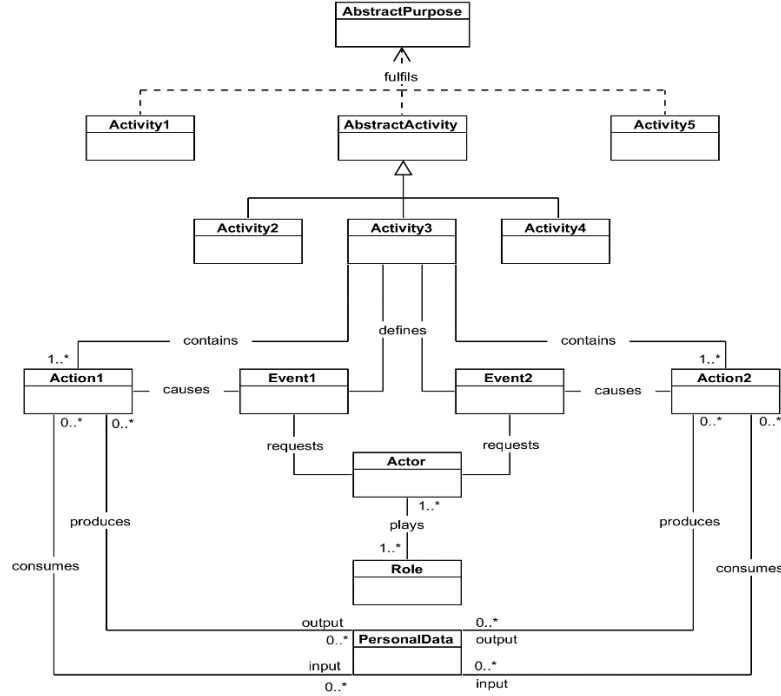 AbstractPurpose
fulfils
Activity1
AbstractActivity
Activity5
Activity2
Activity3
Activity4
contains
defines
contains
1..*
1..*
Action1
causes
Event1
Event2
causes
Action2
0..*
0..*
0..*
0..*
requests
requests
Actor
1..*
produces
plays
produces
1..*
consumes
Role
consumes
output
0..*
0..*
PersonalData
output
input
0..*
0..*
input